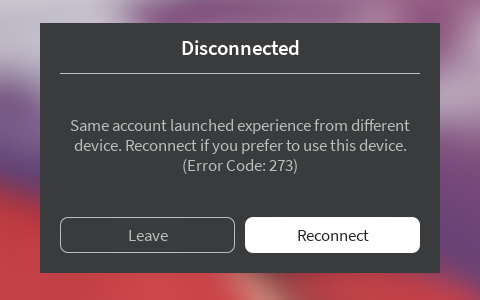 Disconnected
Same account launched experience from different
device. Reconnect if you prefer to use this device.
(Error Code: 273)
Leave
Reconnect